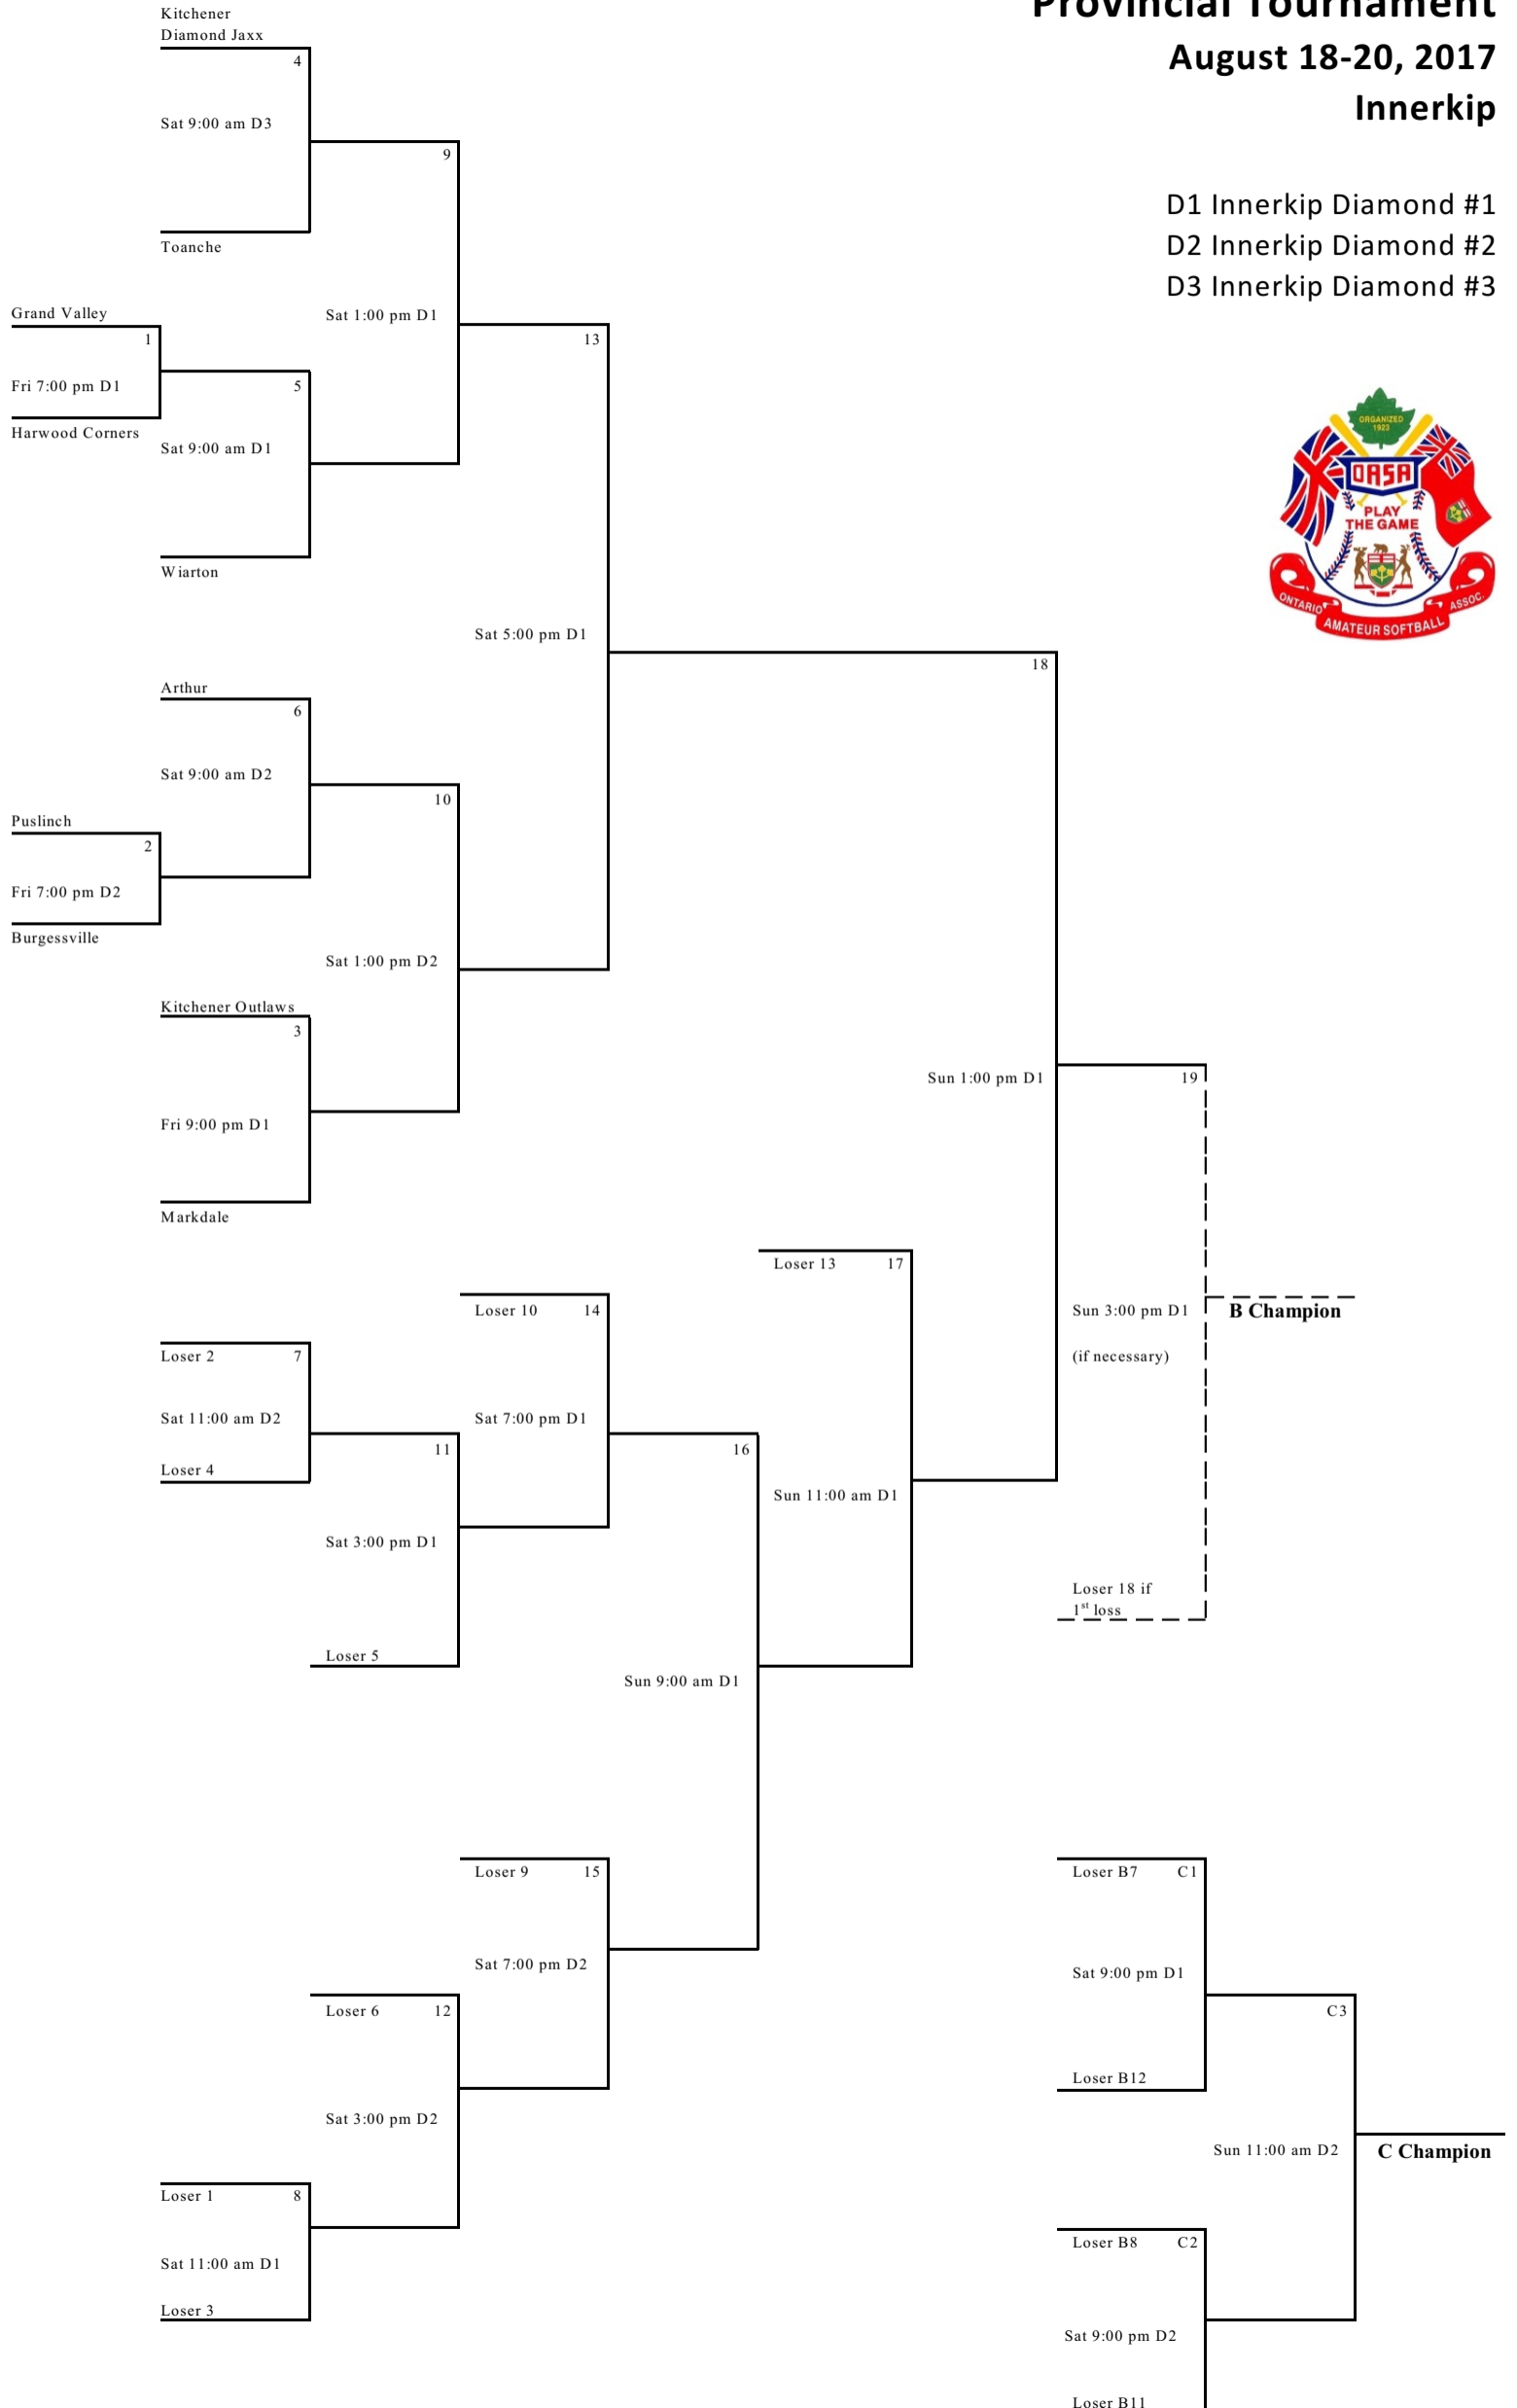 Provincial Tournament
August 18-20, 2017
Innerkip
D1 Innerkip Diamond #1
D2 Innerkip Diamond #2
D3 Innerkip Diamond #3
ORGANIZED
1923
OASA
PLAY
THE GAME
ONTARIO
AMATEUR SOFTBALL
ASSOC.
Kitchener
Diamond Jaxx
4
Sat 9:00 am D3
9
Toanche
Grand Valley
1
Sat 1:00 pm D1
13
Fri 7:00 pm D1
5
Harwood Corners
Sat 9:00 am D1
Wiarton
Sat 5:00 pm D1
18
Arthur
6
Sat 9:00 am D2
10
Puslinch
2
Fri 7:00 pm D2
Burgessville
Sat 1:00 pm D2
Kitchener Outlaws
3
Sun 1:00 pm D1
19
Fri 9:00 pm D1
Markdale
Loser 13 17
Loser 10 14
Sun 3:00 pm D1
B Champion
(if necessary)
Loser 2 7
Sat 11:00 am D2
Sat 7:00 pm D1
11
16
Loser 4
Sun 11:00 am D1
Sat 3:00 pm D1
Loser 18 if
1st loss
Loser 5
Sun 9:00 am D1
Loser 9 15
Loser B7 C1
Sat 7:00 pm D2
Sat 9:00 pm D1
Loser 6 12
C3
Loser B12
Sat 3:00 pm D2
Sun 11:00 am D2
C Champion
Loser 1 8
Loser B8 C2
Sat 11:00 am D1
Loser 3
Sat 9:00 pm D2
Loser B11